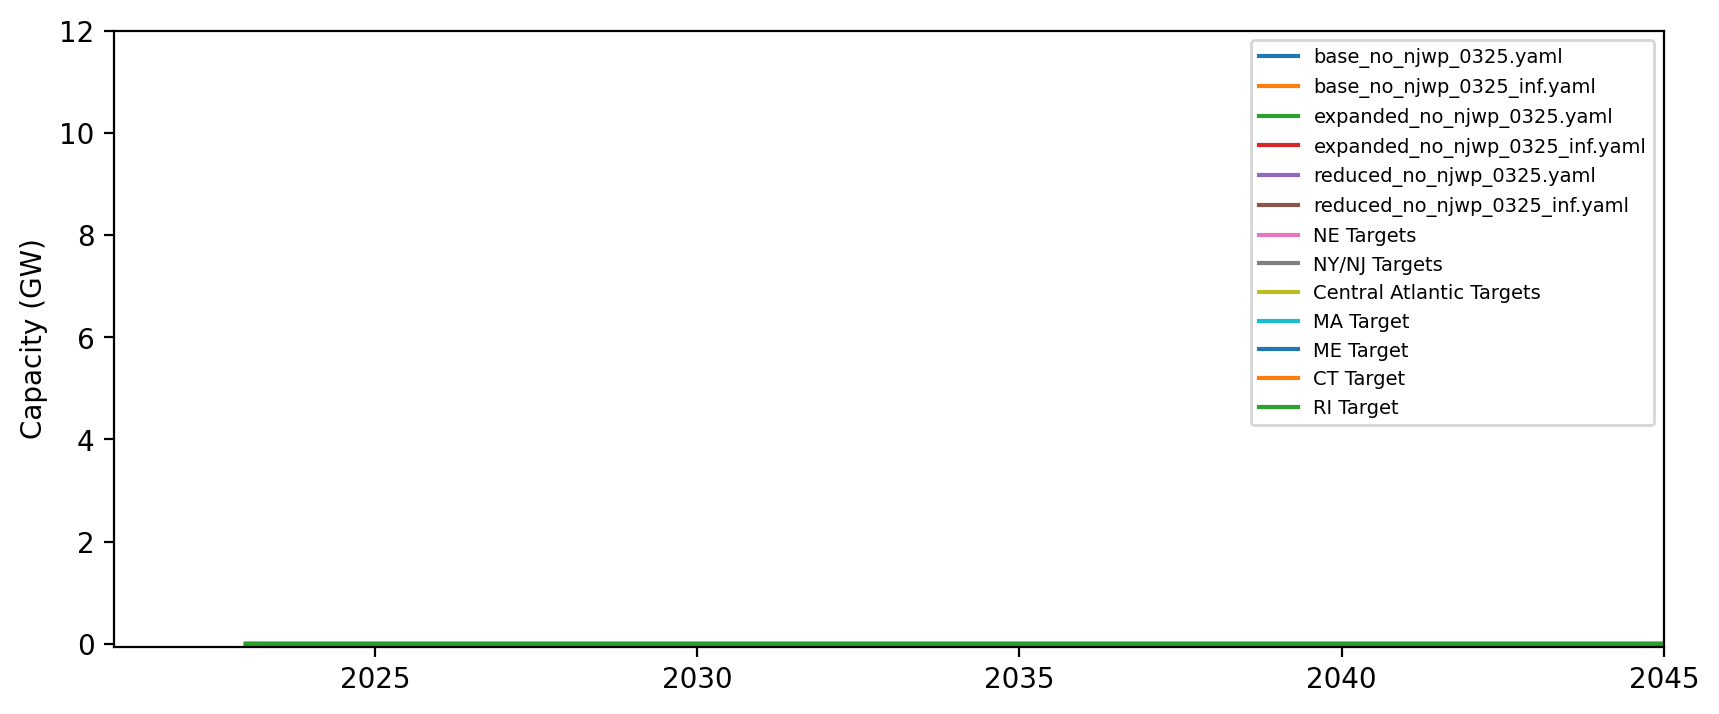 12
10
8
6
4
2
0
Capacity (GW)
base_no_njwp_0325.yaml
base_no_njwp_0325_inf.yaml
expanded_no_njwp_0325.yaml
expanded_no_njwp_0325_inf.yaml
reduced_no_njwp_0325.yaml
reduced_no_njwp_0325_inf.yaml
NE Targets
NY/NJ Targets
Central Atlantic Targets
MA Target
ME Target
CT Target
RI Target
2025
2030
2035
2040
2045